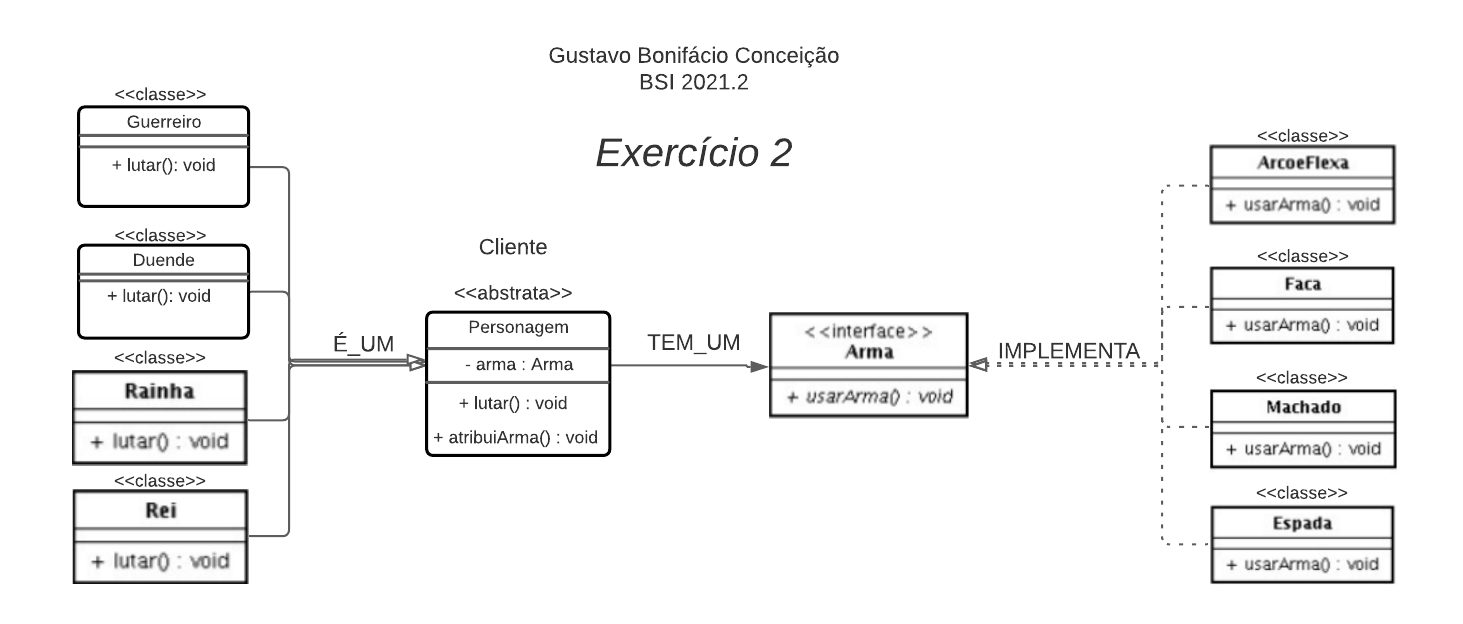 Gustavo Bonifácio Conceição
BSI 2021.2
Exercício 2
<<classe>>
Guerreiro
+ lutar(): void
<<classe>>
Duende
+ lutar(): void
<<classe>>
Rainha
+ lutar() : void
<<classe>>
Rei
+ lutar() : void
É_UM
Cliente
<<abstrata>>
Personagem
- arma : Arma
+ lutar() : void
+ atribuiArma() : void
TEM_UM
<<interface>>
Arma
+ usarArma() : void
IMPLEMENTA
<<classe>>
ArcoeFlexa
+ usarArma() : void
<<classe>>
Faca
+ usarArma() : void
<<classe>>
Machado
+ usarArma() : void
<<classe>>
Espada
+ usarArma() : void